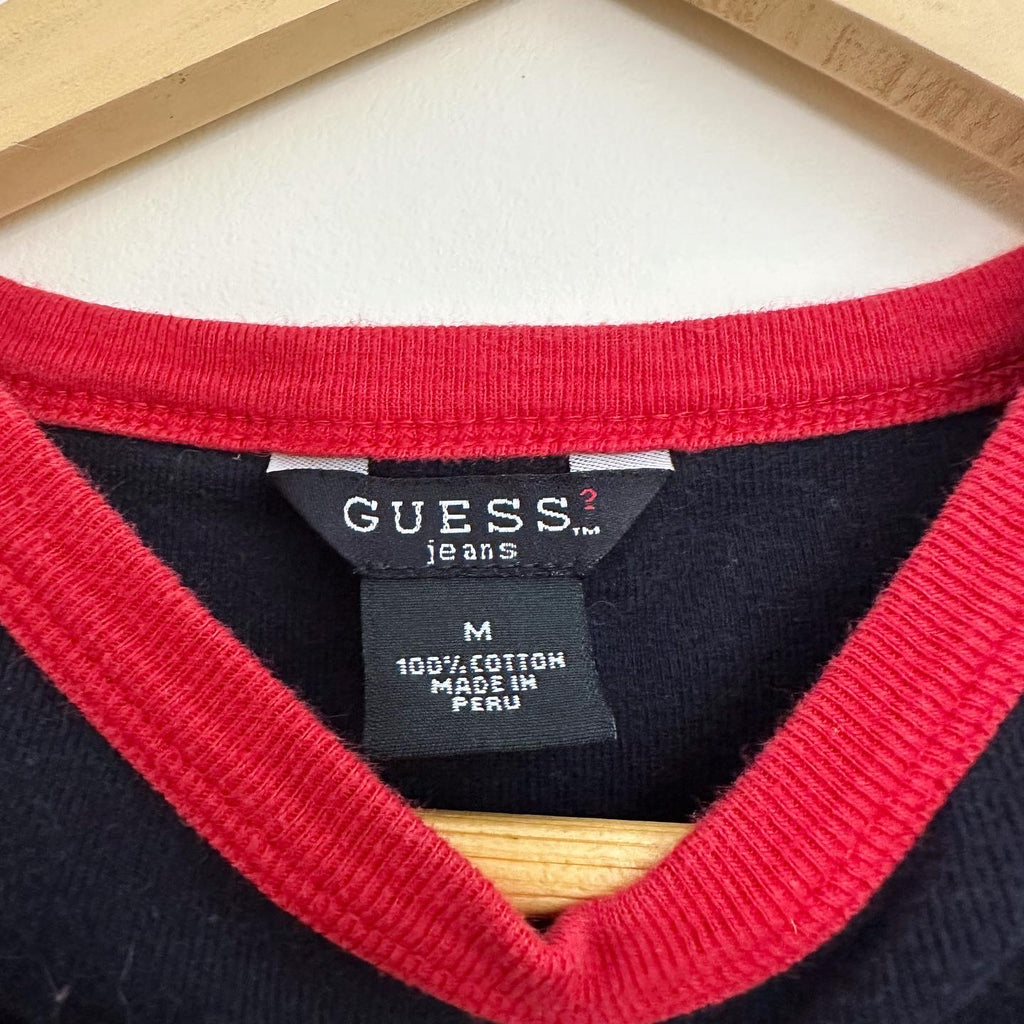 GUESS?™
jeans
M
100% COTTON
MADE IN
PERU